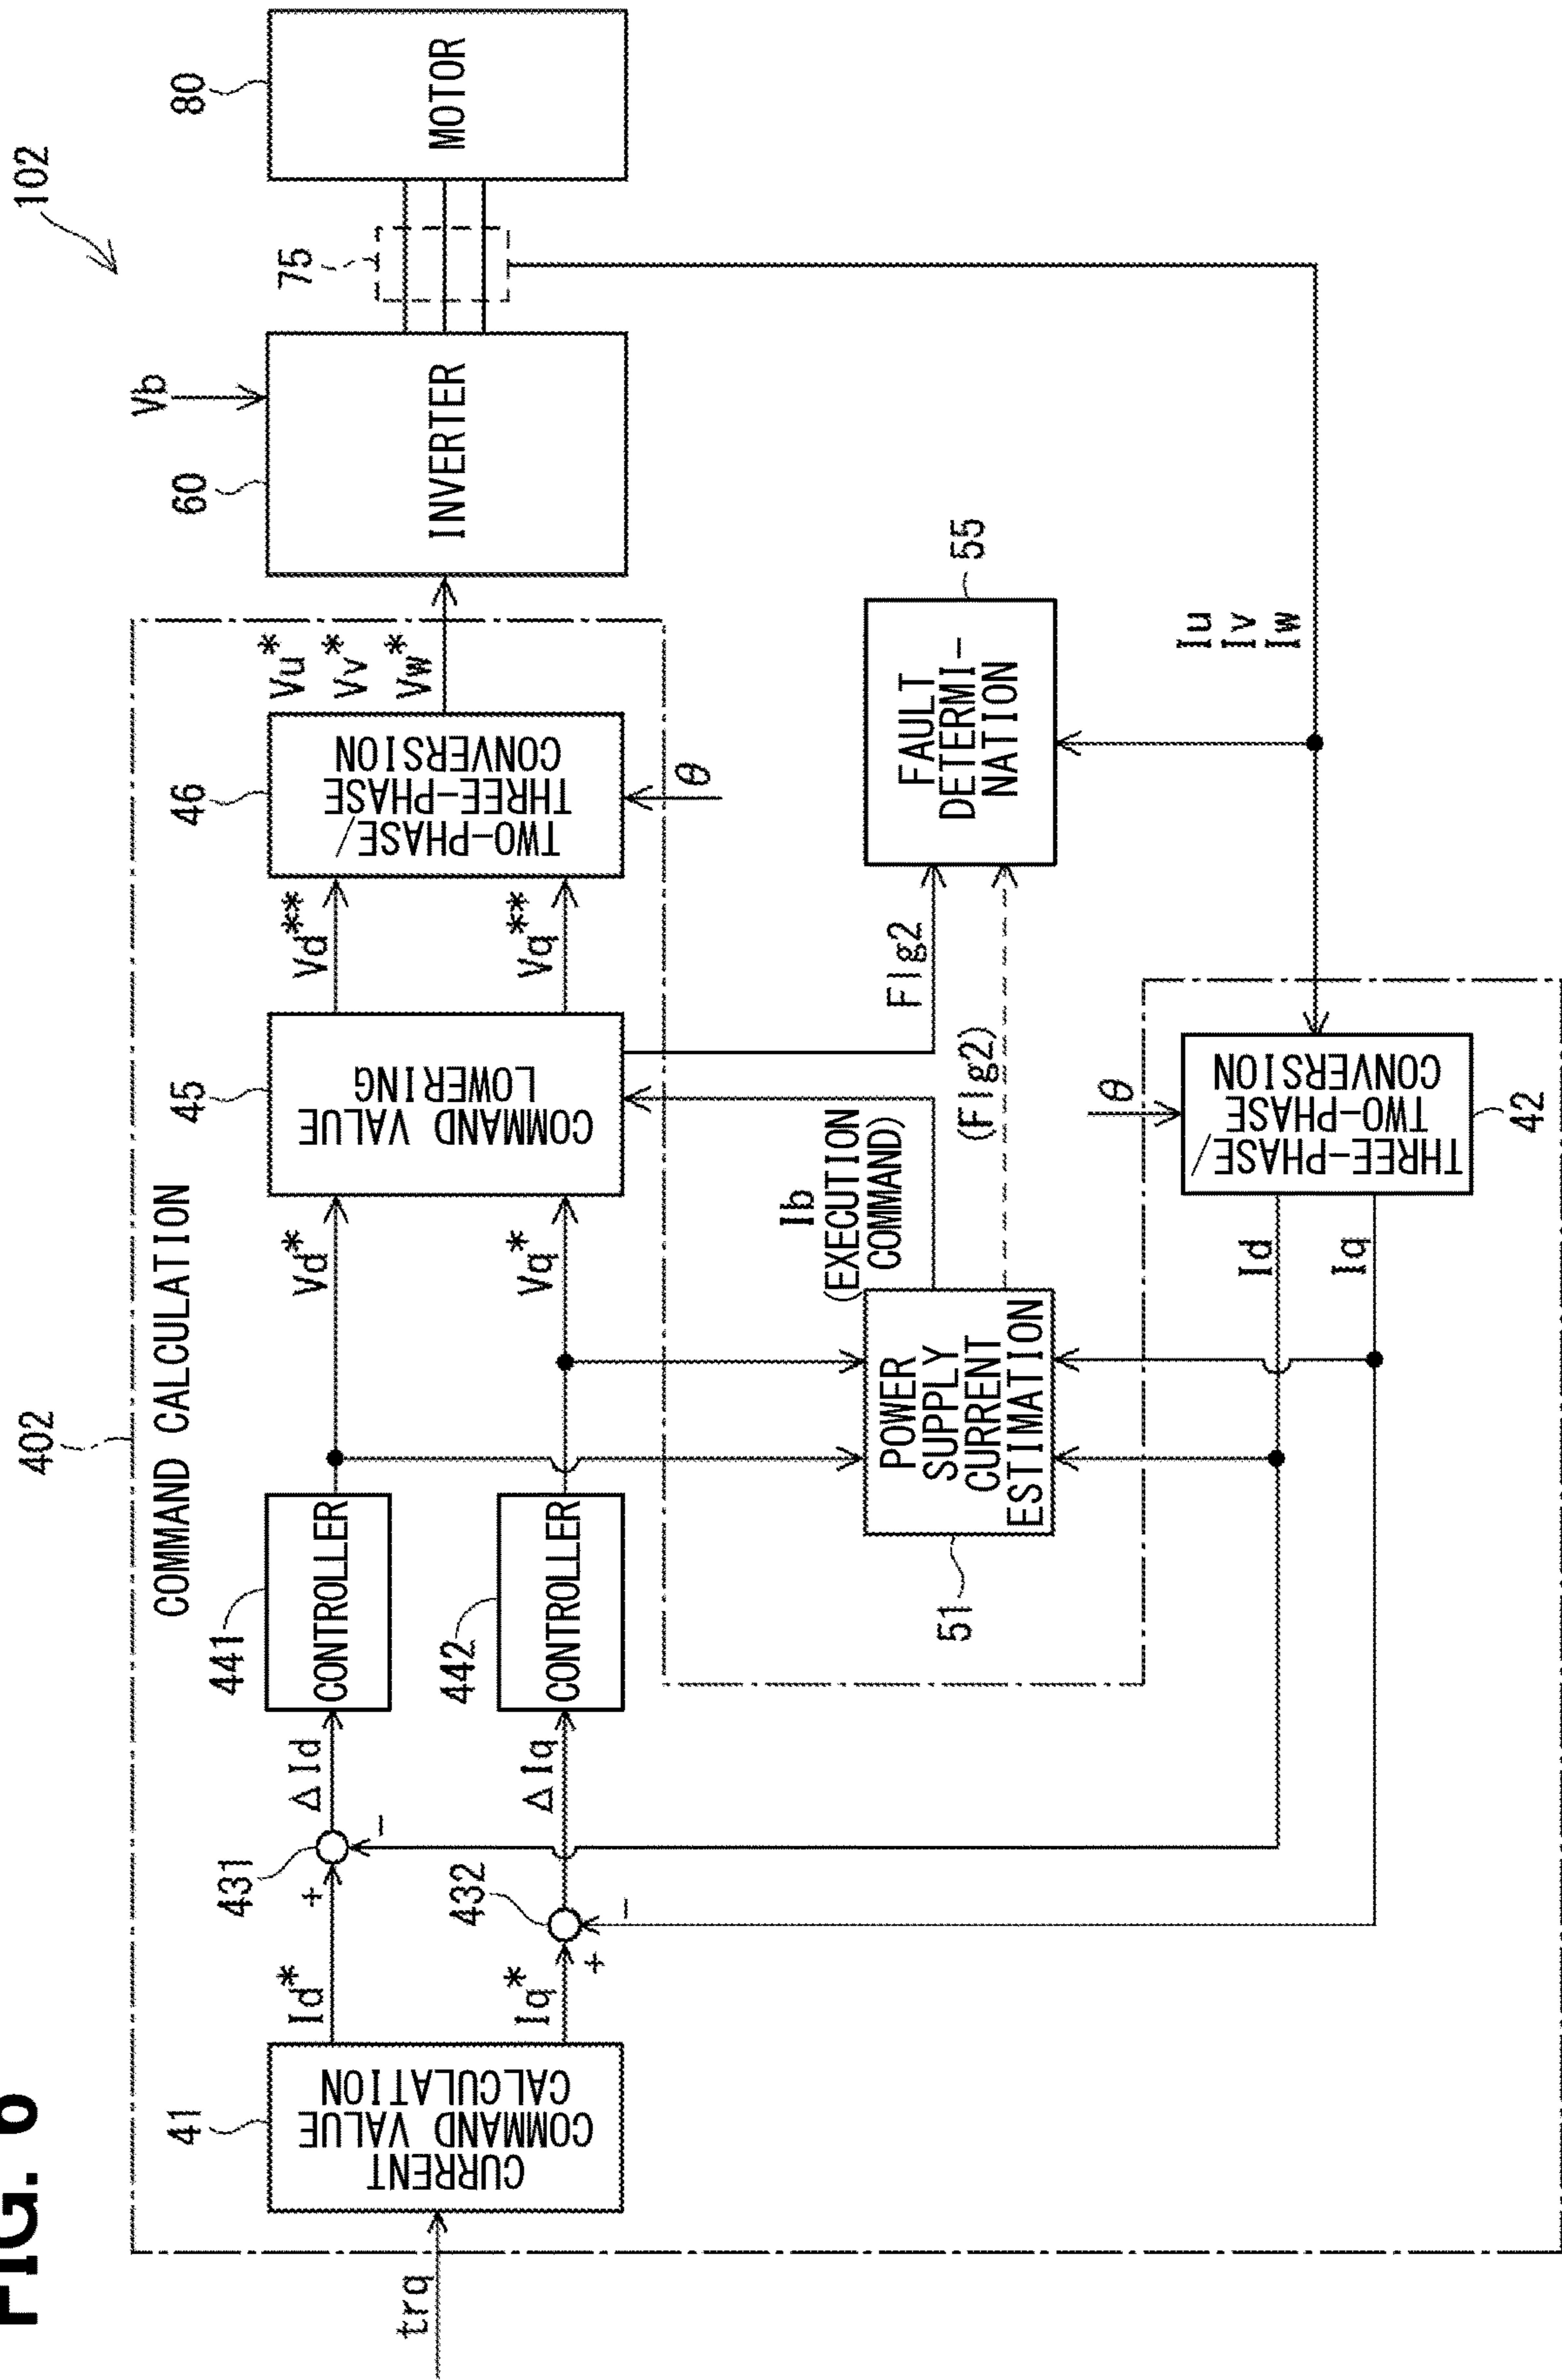 FIG. 6
102
402
COMMAND CALCULATION
trq
41
CURRENT
COMMAND VALUE
CALCULATION
Id*
Iq*
+
-
431
+
-
432
ΔId
ΔIq
441
CONTROLLER
442
CONTROLLER
Vd*
Vq*
45
COMMAND VALUE
LOWERING
Vd**
Vq**
46
TWO-PHASE/
THREE-PHASE
CONVERSION
θ
Vu*
Vv*
Vw*
60
INVERTER
Vb
75
80
MOTOR
51
POWER
SUPPLY
CURRENT
ESTIMATION
Ib
(EXECUTION
COMMAND)
Flg2
(Flg2)
55
FAULT
DETERMI-
NATION
Iu
Iv
Iw
θ
THREE-PHASE/
TWO-PHASE
CONVERSION
42
Id
Iq